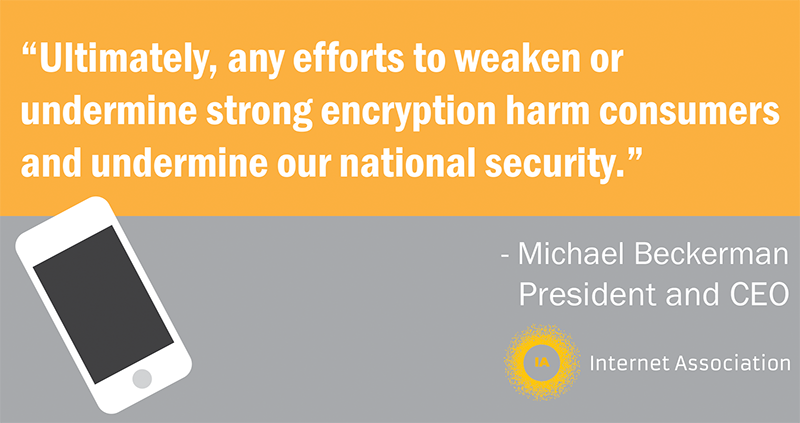 “Ultimately, any efforts to weaken or
undermine strong encryption harm consumers
and undermine our national security.”
- Michael Beckerman
President and CEO
IA
Internet Association